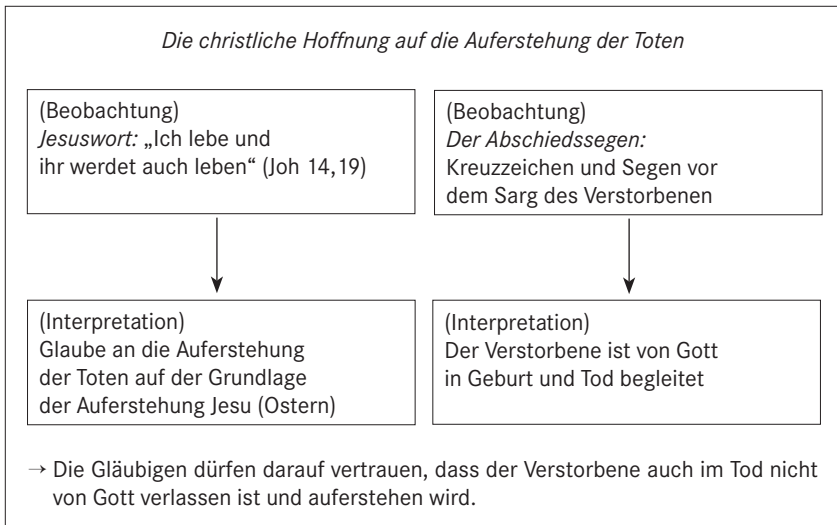 Die christliche Hoffnung auf die Auferstehung der Toten
(Beobachtung)
Jesuswort: „Ich lebe und
ihr werdet auch leben“ (Joh 14,19)
(Beobachtung)
Der Abschiedssegen:
Kreuzzeichen und Segen vor
dem Sarg des Verstorbenen
(Interpretation)
Glaube an die Auferstehung
der Toten auf der Grundlage
der Auferstehung Jesu (Ostern)
(Interpretation)
Der Verstorbene ist von Gott
in Geburt und Tod begleitet
→ Die Gläubigen dürfen darauf vertrauen, dass der Verstorbene auch im Tod nicht
von Gott verlassen ist und auferstehen wird.